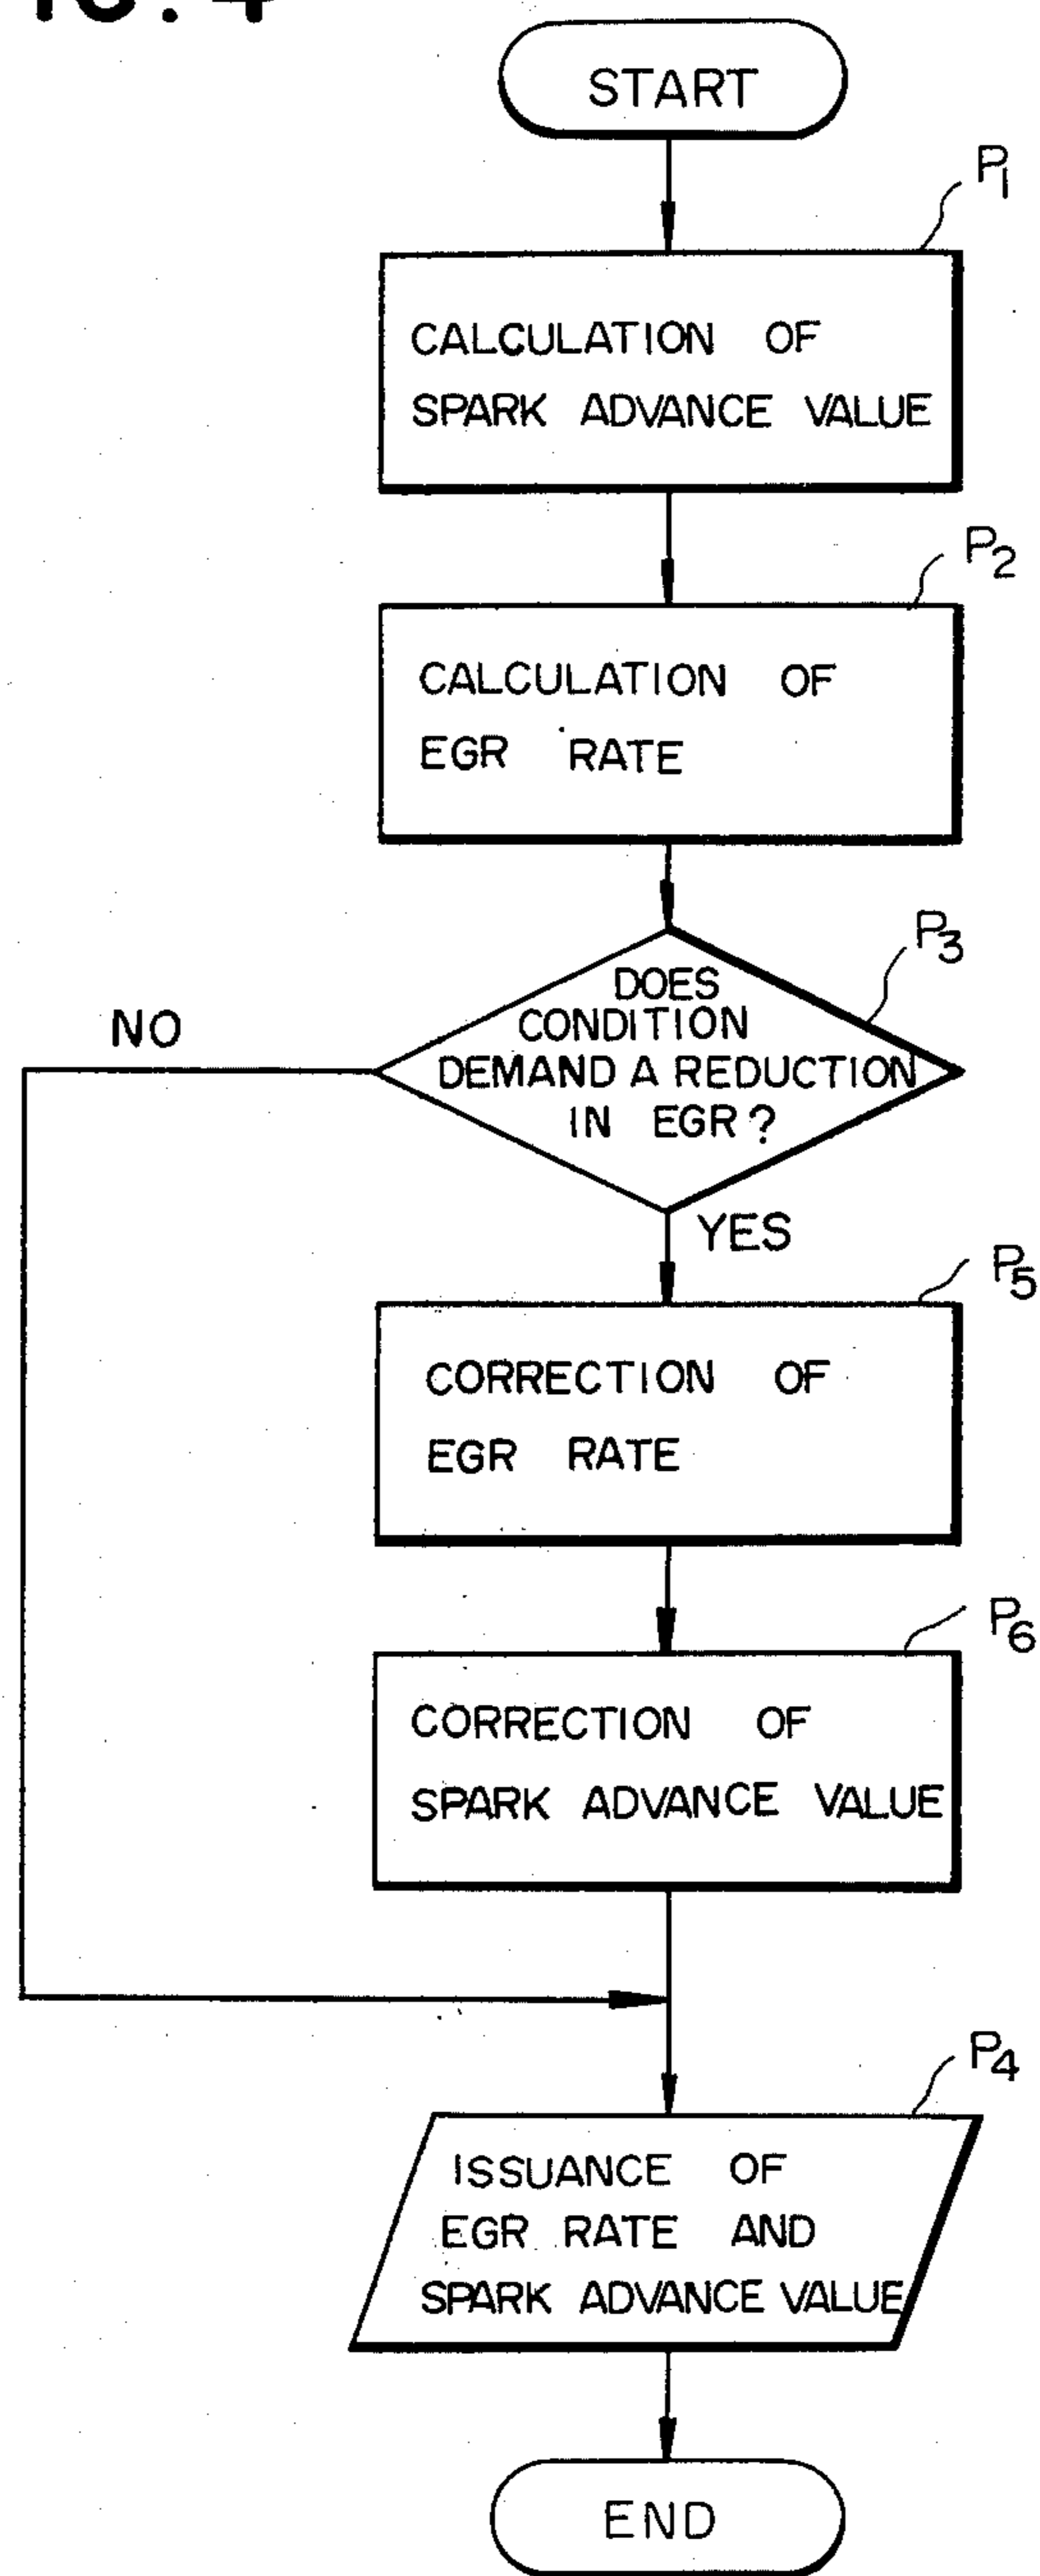 START
P1
CALCULATION OF
SPARK ADVANCE VALUE
P2
CALCULATION OF
EGR RATE
P3
DOES
CONDITION
DEMAND A REDUCTION
IN EGR?
NO
YES
P5
CORRECTION OF
EGR RATE
P6
CORRECTION OF
SPARK ADVANCE VALUE
P4
ISSUANCE OF
EGR RATE AND
SPARK ADVANCE VALUE
END